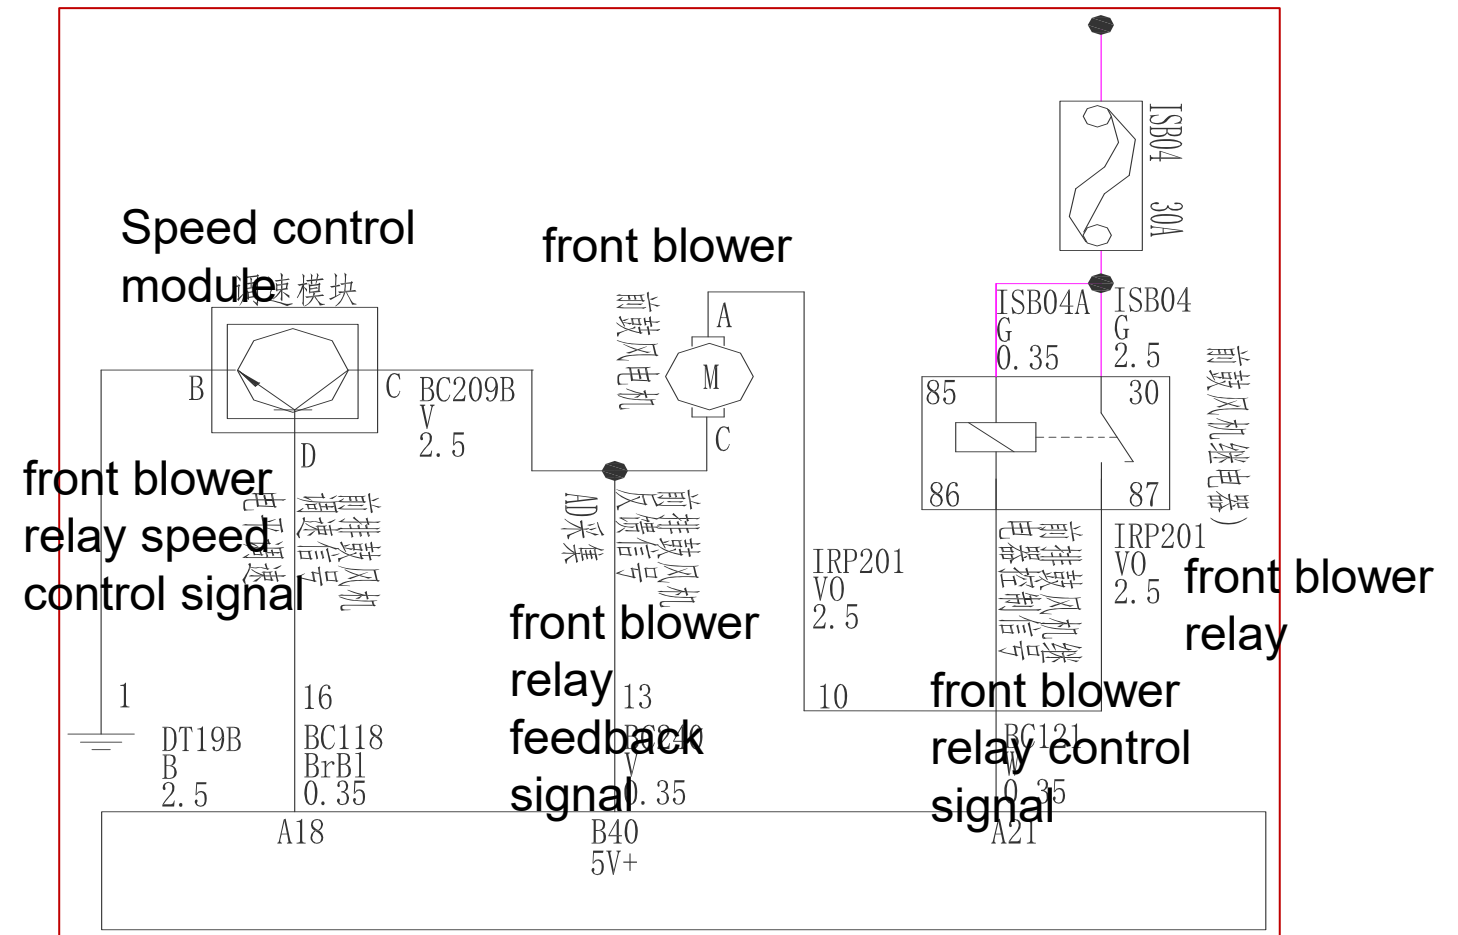 ISB04 30A
Speed control
module
调速模块
front blower
前鼓风电机
A
M
C
B
C
D
BC209B
V
2.5
ISB04A
G
0.35
ISB04
G
2.5
85
30
86
87
前鼓风机继电器)
front blower
relay speed
control signal
前排鼓风机
调速信号
电平调速
前排鼓风机
反馈信号
AD采集
front blower
relay
feedback
signal
IRP201
VO
2.5
前排鼓风机继
电器控制信号
IRP201
VO
2.5
front blower
relay
front blower
relay control
signal
1
16
13
10
DT19B
B
2.5
BC118
BrBl
0.35
BC240
V
0.35
BC121
W
0.35
A18
B40
5V+
A21